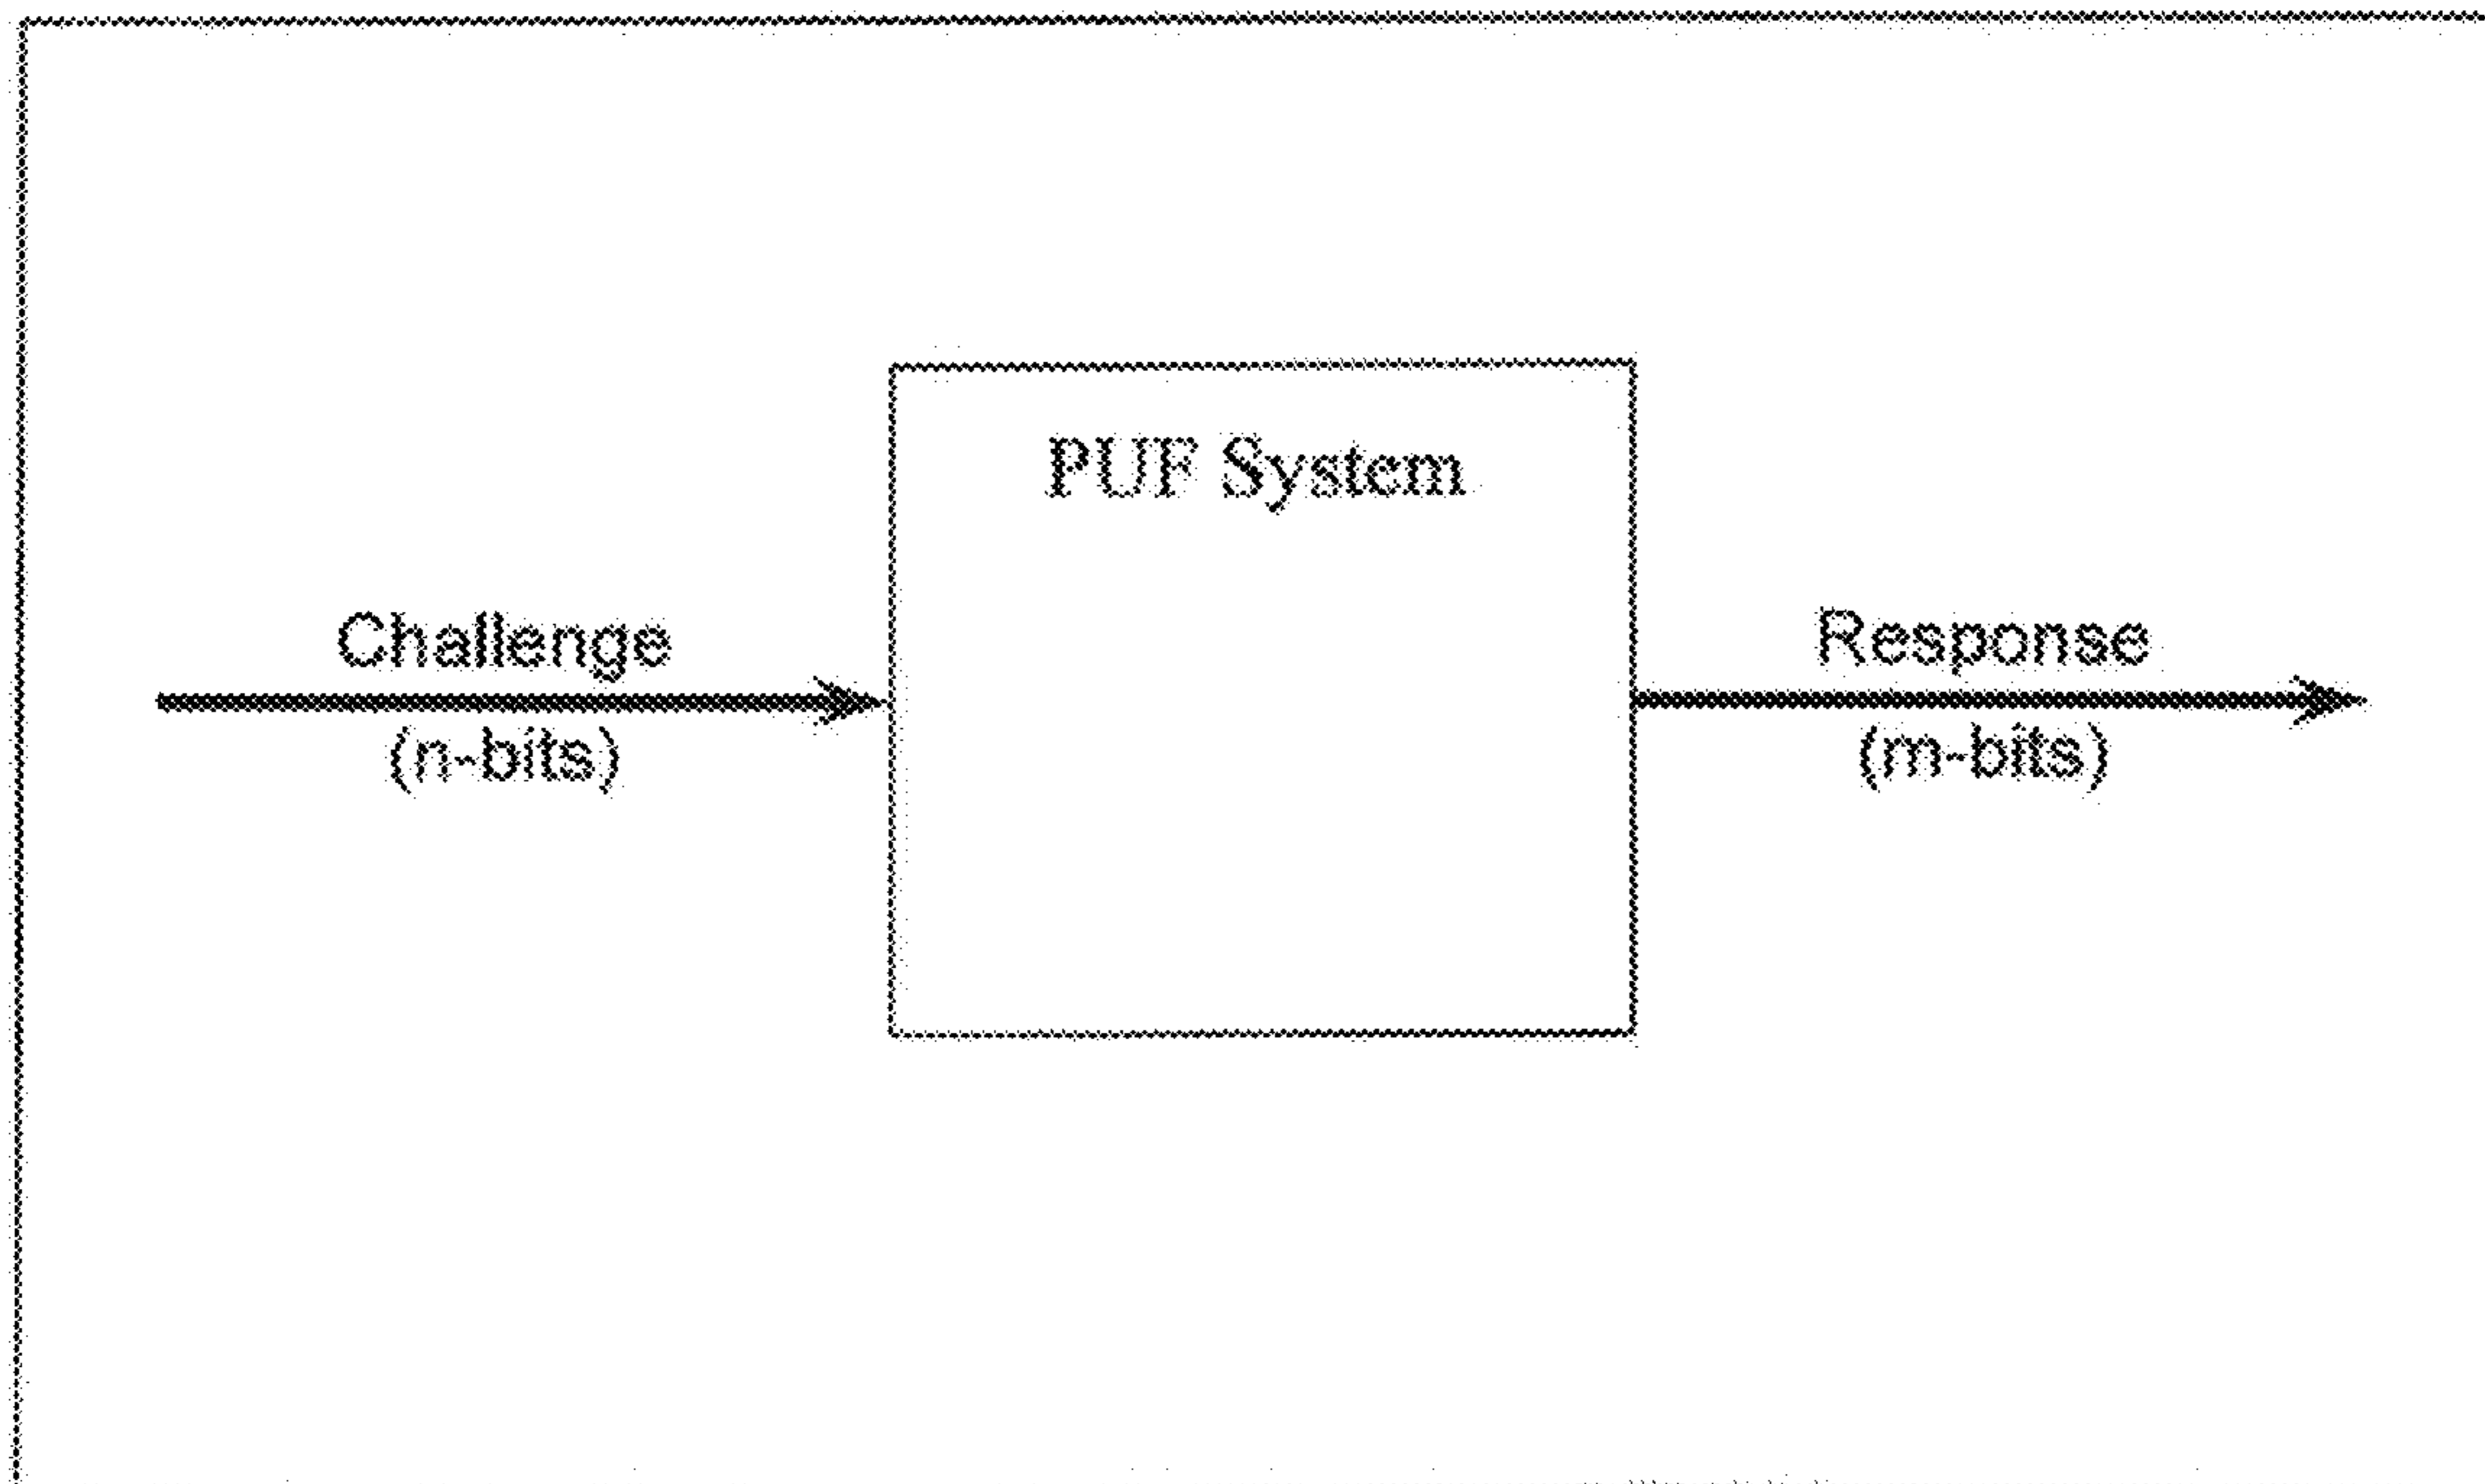 PUF System
Challenge
(n-bits)
Response
(m-bits)